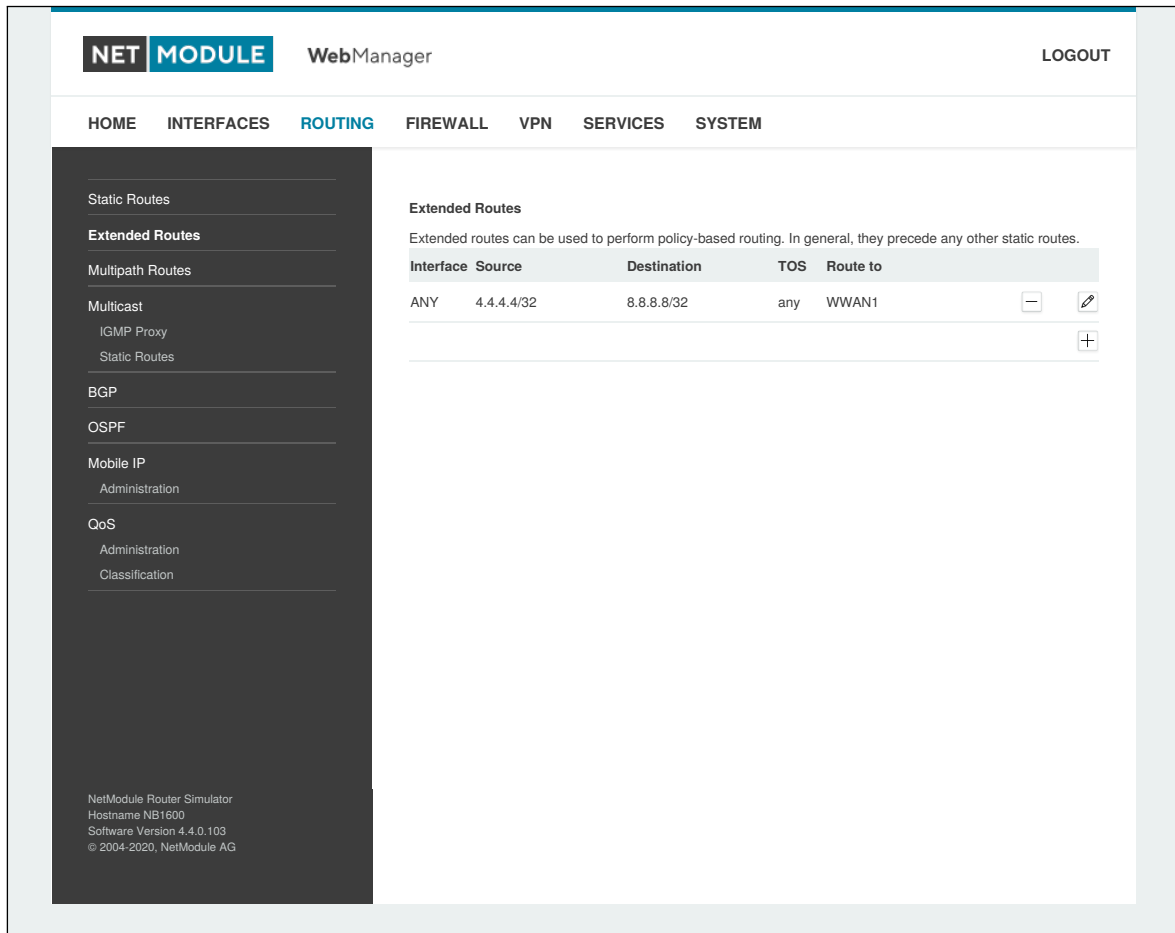 NET MODULE WebManager LOGOUT
HOME INTERFACES ROUTING FIREWALL VPN SERVICES SYSTEM
Static Routes
Extended Routes
Multipath Routes
Multicast
IGMP Proxy
Static Routes
BGP
OSPF
Mobile IP
Administration
QoS
Administration
Classification
NetModule Router Simulator
Hostname NB1600
Software Version 4.4.0.103
© 2004-2020, NetModule AG
Extended Routes
Extended routes can be used to perform policy-based routing. In general, they precede any other static routes.
Interface Source Destination TOS Route to
ANY 4.4.4.4/32 8.8.8.8/32 any WWAN1